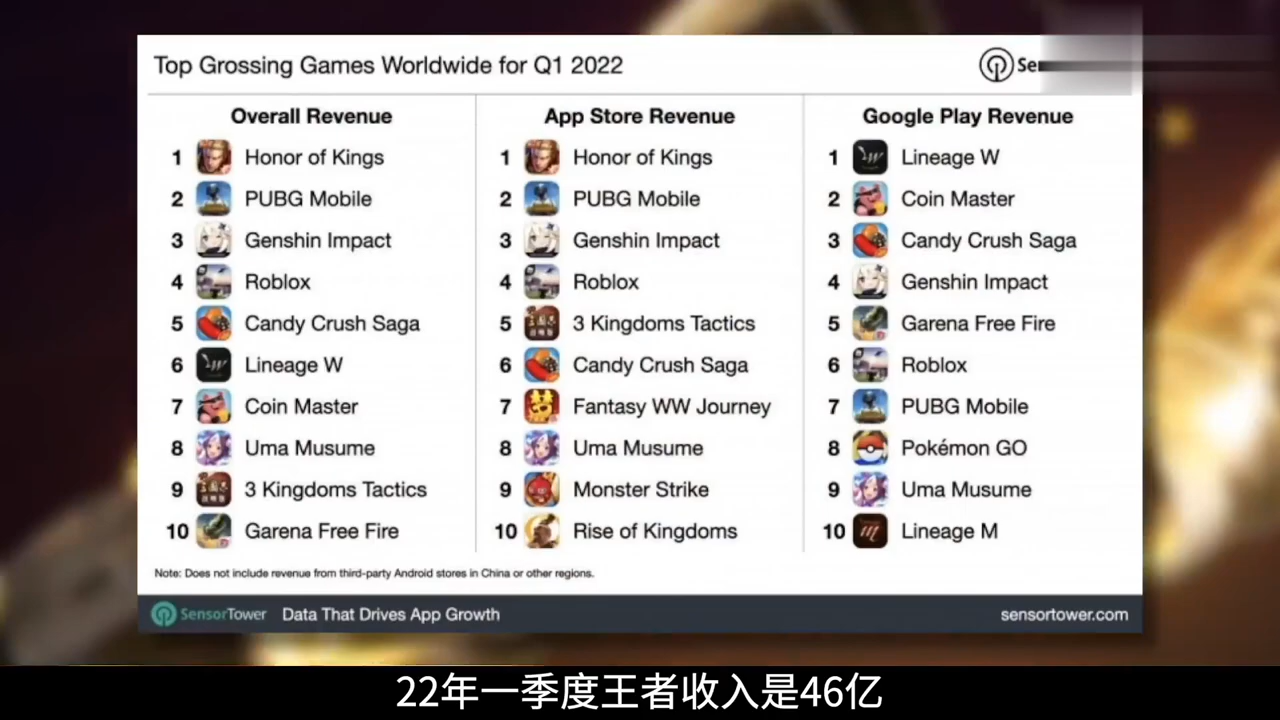 Top Grossing Games Worldwide for Q1 2022
Overall Revenue
1 Honor of Kings
2 PUBG Mobile
3 Genshin Impact
4 Roblox
5 Candy Crush Saga
6 Lineage W
7 Coin Master
8 Uma Musume
9 3 Kingdoms Tactics
10 Garena Free Fire
App Store Revenue
1 Honor of Kings
2 PUBG Mobile
3 Genshin Impact
4 Roblox
5 3 Kingdoms Tactics
6 Candy Crush Saga
7 Fantasy WW Journey
8 Uma Musume
9 Monster Strike
10 Rise of Kingdoms
Google Play Revenue
1 Lineage W
2 Coin Master
3 Candy Crush Saga
4 Genshin Impact
5 Garena Free Fire
6 Roblox
7 PUBG Mobile
8 Pokémon GO
9 Uma Musume
10 Lineage M
Note: Does not include revenue from third-party Android stores in China or other regions.
SensorTower Data That Drives App Growth
sensortower.com
22年一季度王者收入是46亿